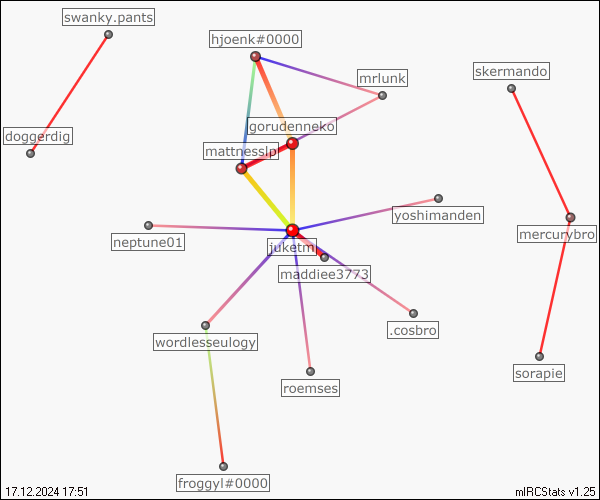 swanky.pants
hjoenk#0000
mrlunk
skermando
gorudenneko
doggerdig
mattnesslp
yoshimanden
mercurybro
neptune01
juketm
maddiee3773
.cosbro
wordlesseulogy
sorapie
roemses
froggyl#0000
17.12.2024 17:51
mIRCStats v1.25